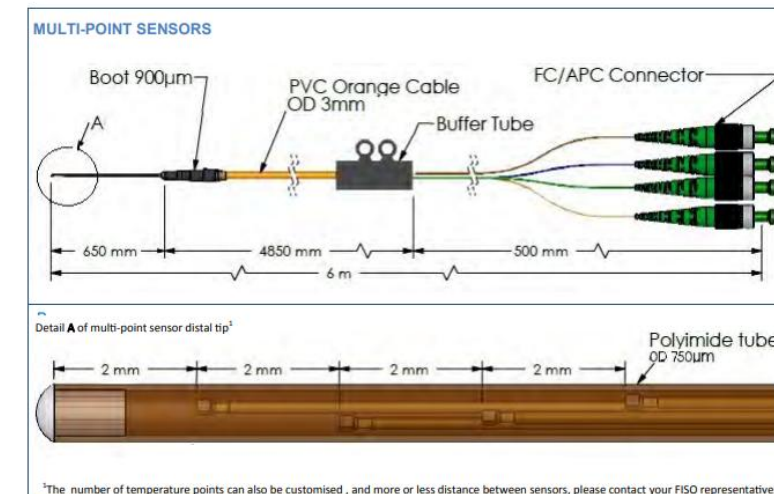 MULTI-POINT SENSORS
Boot 900µm
PVC Orange Cable
OD 3mm
FC/APC Connector
Buffer Tube
A
650 mm
4850 mm
500 mm
6 m
Detail A of multi-point sensor distal tip¹
Polyimide tube
OD 750µm
2 mm
2 mm
2 mm
2 mm
¹The number of temperature points can also be customised , and more or less distance between sensors, please contact your FISO representative